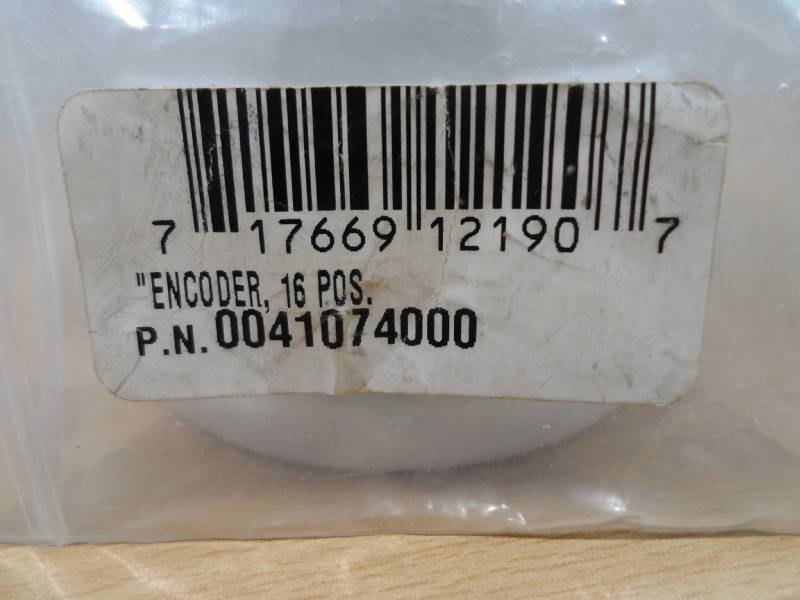 7 17669 12190 7
"ENCODER, 16 POS.
P.N. 0041074000